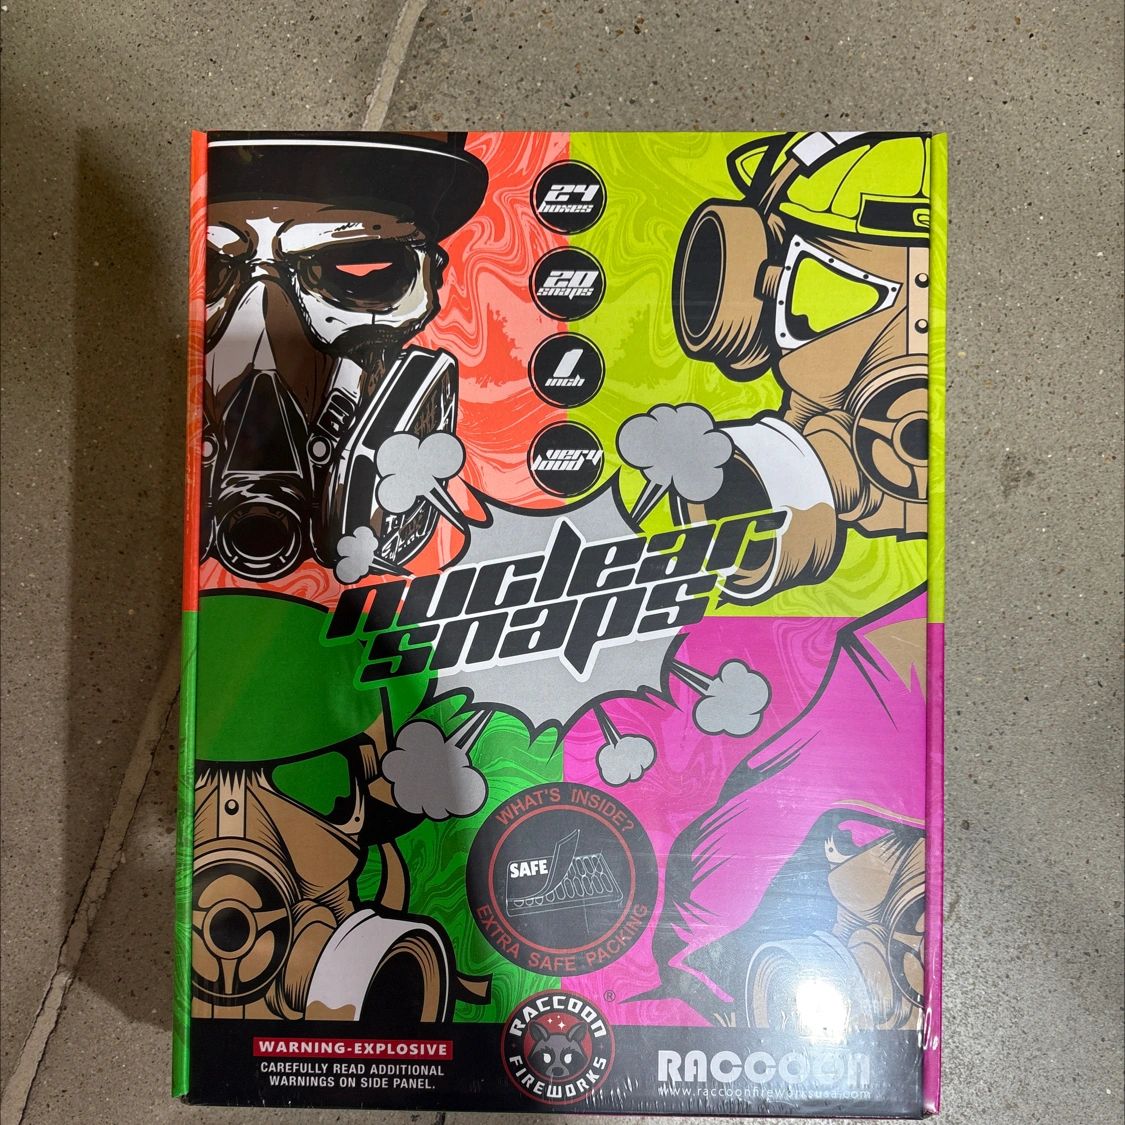 24
boxes
20
snaps
1
inch
very
loud
nuclear
snaps
WHAT'S INSIDE?
SAFE
EXTRA SAFE PACKING
WARNING-EXPLOSIVE
CAREFULLY READ ADDITIONAL
WARNINGS ON SIDE PANEL.
RACCOON
FIREWORKS
®
RACCOON
www.raccoonfireworksusa.com